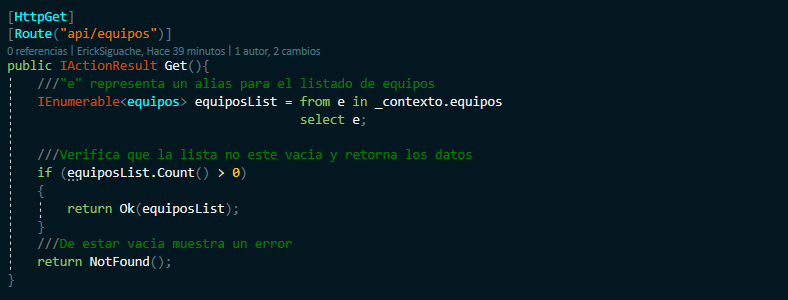 [HttpGet]
[Route("api/equipos")]
0 referencias | ErickSiguache, Hace 39 minutos | 1 autor, 2 cambios
public IActionResult Get(){
///"e" representa un alias para el listado de equipos
IEnumerable<equipos> equiposList = from e in _contexto.equipos
select e;
///Verifica que la lista no este vacia y retorna los datos
if (equiposList.Count() > 0)
{
return Ok(equiposList);
}
///De estar vacia muestra un error
return NotFound();
}